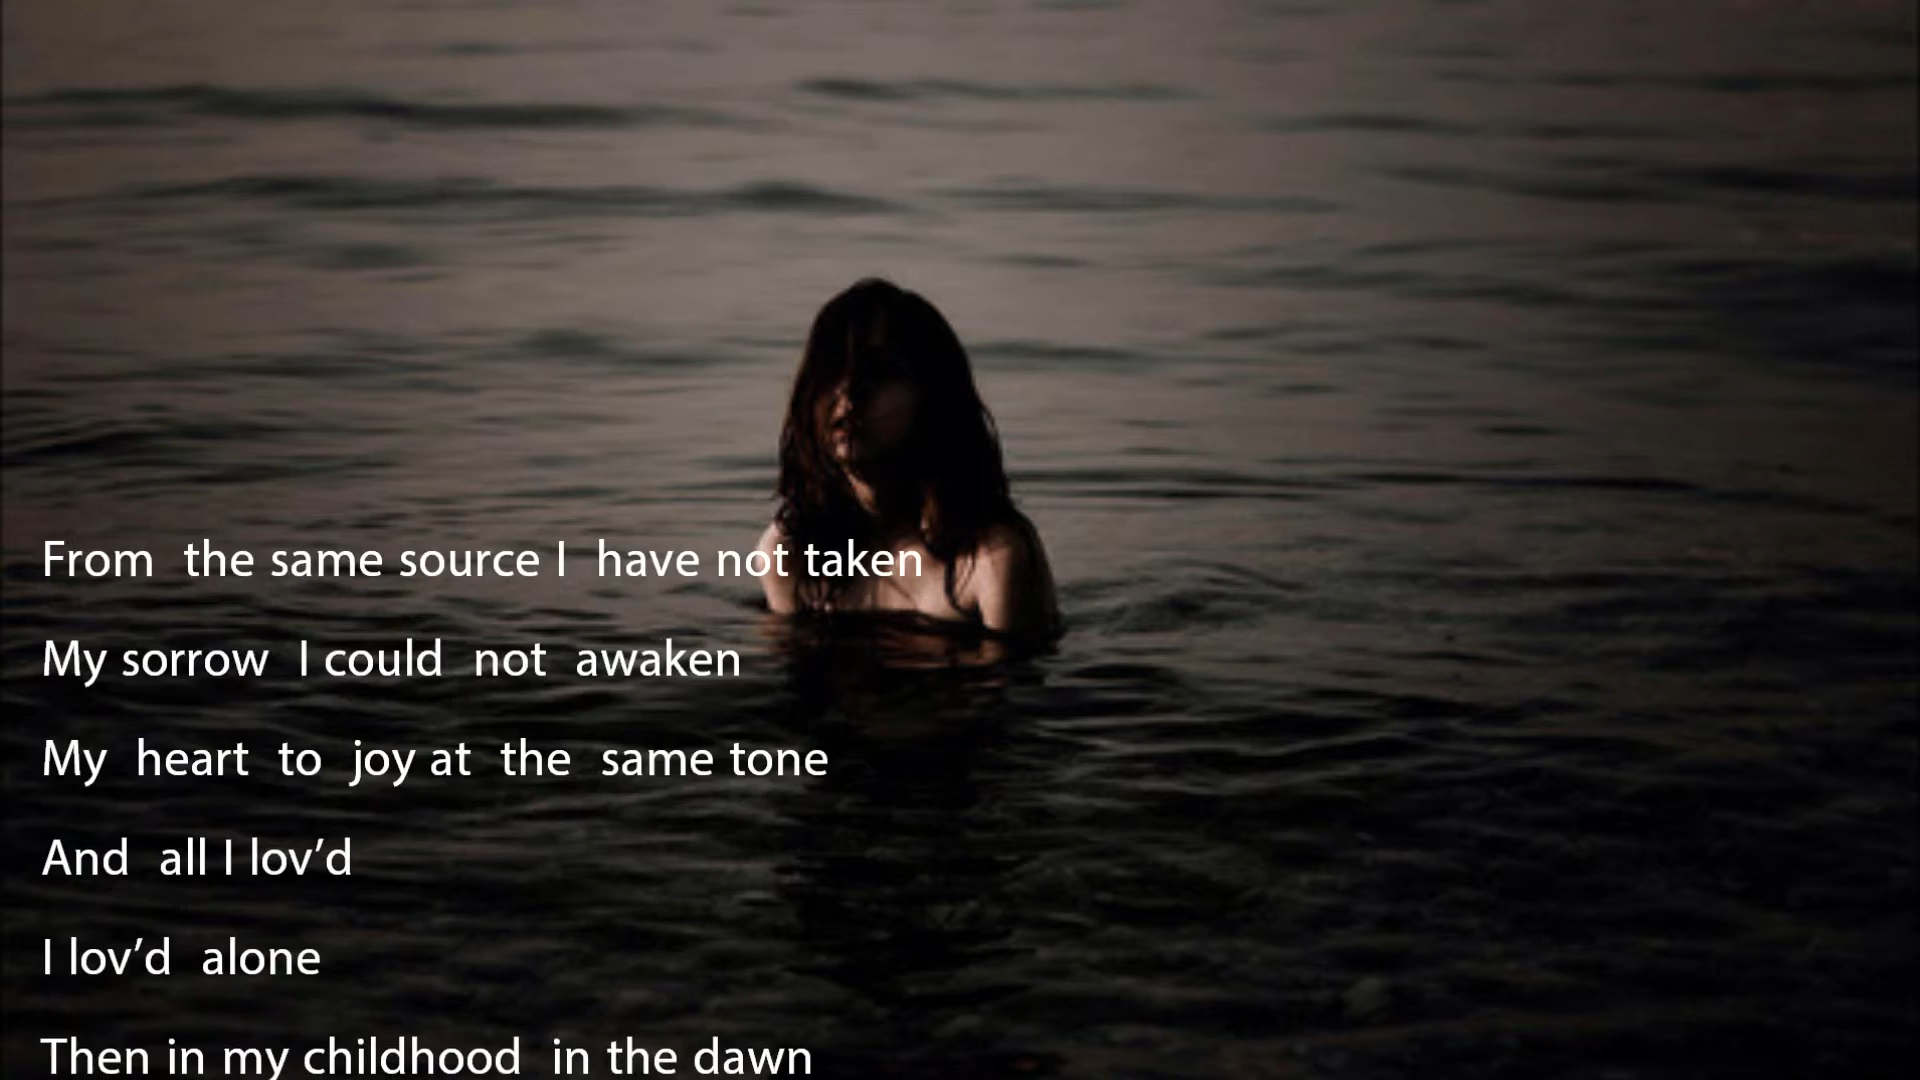 From the same source I have not taken
My sorrow I could not awaken
My heart to joy at the same tone
And all I lov’d
I lov’d alone
Then in my childhood in the dawn